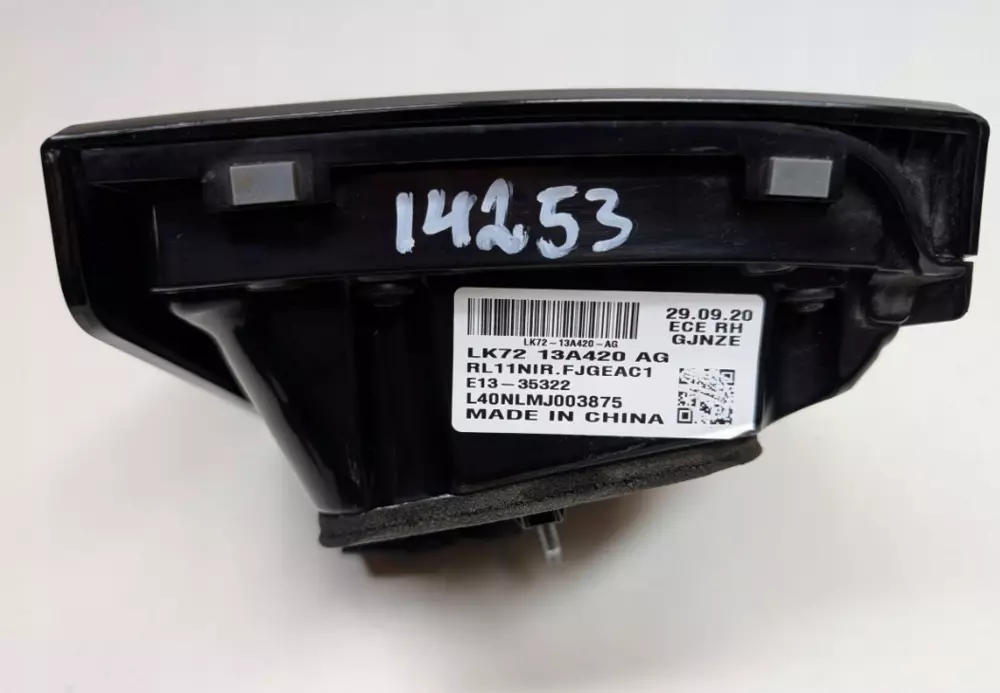 14253
LK72-13A420-AG
LK72 13A420 AG
RL11NIR.FJGEAC1
E13-35322
L40NLMJ003875
MADE IN CHINA
29.09.20
ECE RH
GJNZE